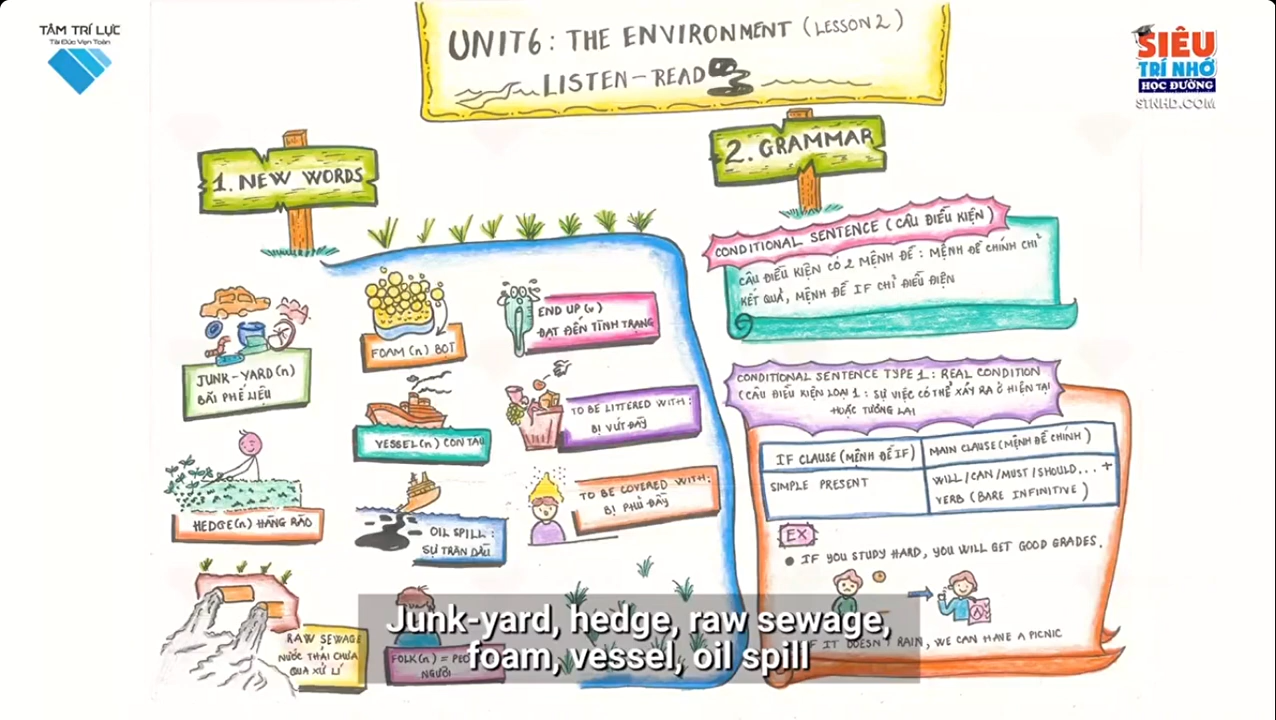 TÂM TRÍ LỰC
Tài Đức Vẹn Toàn
SIÊU
TRÍ NHỚ
HỌC ĐƯỜNG
STNHD.COM
UNIT6: THE ENVIRONMENT (LESSON 2)
LISTEN-READ
1. NEW WORDS
JUNK-YARD (n)
BÃI PHẾ LIỆU
HEDGE(n) HÀNG RÀO
RAW SEWAGE
NƯỚC THẢI CHƯA
QUA XỬ LÍ
FOAM (n) BỌT
VESSEL(n) CON TÀU
OIL SPILL:
SỰ TRÀN DẦU
FOLK(n) =
NGƯỜI
END UP (v)
ĐẠT ĐẾN TÌNH TRẠNG
TO BE LITTERED WITH:
BỊ VỨT ĐẦY
TO BE COVERED WITH:
BỊ PHỦ ĐẦY
2. GRAMMAR
CONDITIONAL SENTENCE (CÂU ĐIỀU KIỆN)
CÂU ĐIỀU KIỆN CÓ 2 MỆNH ĐỀ: MỆNH ĐỀ CHÍNH CHỈ
KẾT QUẢ, MỆNH ĐỀ IF CHỈ ĐIỀU ĐIỆN
CONDITIONAL SENTENCE TYPE 1: REAL CONDITION
(CÂU ĐIỀU KIỆN LOẠI 1: SỰ VIỆC CÓ THỂ XẢY RA Ở HIỆN TẠI
HOẶC TƯƠNG LAI
IF CLAUSE (MỆNH ĐỀ IF)
MAIN CLAUSE (MỆNH ĐỀ CHÍNH)
SIMPLE PRESENT
WILL/CAN/MUST/SHOULD... +
VERB (BARE INFINITIVE)
EX
IF YOU STUDY HARD, YOU WILL GET GOOD GRADES.
IF IT DOESN'T RAIN, WE CAN HAVE A PICNIC
Junk-yard, hedge, raw sewage,
foam, vessel, oil spill